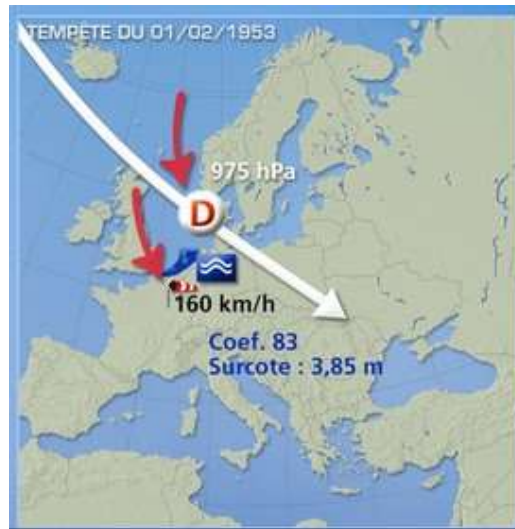 TEMPETE DU 01/02/1953
975 hPa
D
160 km/h
Coef. 83
Surcote : 3,85 m